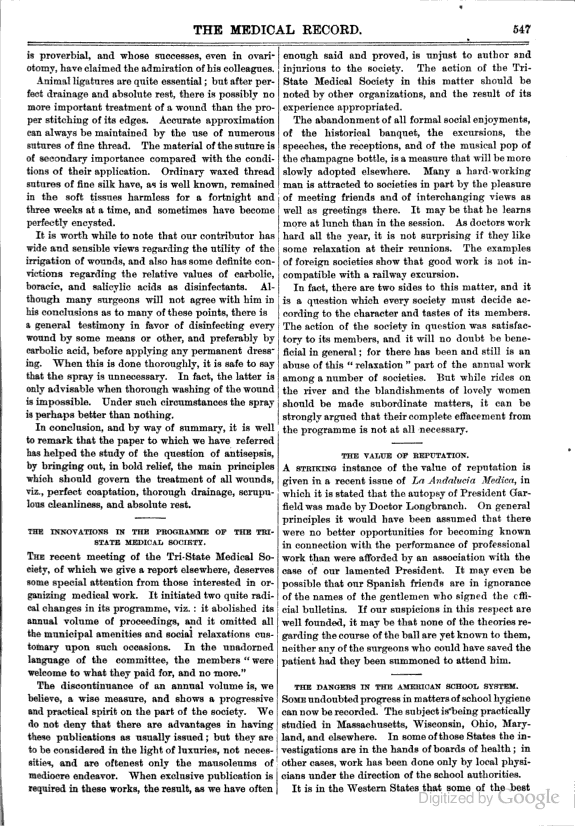 THE MEDICAL RECORD. 547
is proverbial, and whose successes, even in ovari-
otomy, have claimed the admiration of his colleagues.
Animal ligatures are quite essential; but after per-
fect drainage and absolute rest, there is possibly no
more important treatment of a wound than the pro-
per stitching of its edges. Accurate approximation
can always be maintained by the use of numerous
sutures of fine thread. The material of the suture is
of secondary importance compared with the condi-
tions of their application. Ordinary waxed thread
sutures of fine silk have, as is well known, remained
in the soft tissues harmless for a fortnight and
three weeks at a time, and sometimes have become
perfectly encysted.
It is worth while to note that our contributor has
wide and sensible views regarding the utility of the
irrigation of wounds, and also has some definite con-
victions regarding the relative values of carbolic,
boracic, and salicylic acids as disinfectants. Al-
though many surgeons will not agree with him in
his conclusions as to many of these points, there is
a general testimony in favor of disinfecting every
wound by some means or other, and preferably by
carbolic acid, before applying any permanent dress-
ing. When this is done thoroughly, it is safe to say
that the spray is unnecessary. In fact, the latter is
only advisable when thorough washing of the wound
is impossible. Under such circumstances the spray
is perhaps better than nothing.
In conclusion, and by way of summary, it is well
to remark that the paper to which we have referred
has helped the study of the question of antisepsis,
by bringing out, in bold relief, the main principles
which should govern the treatment of all wounds,
viz., perfect coaptation, thorough drainage, scrupu-
lous cleanliness, and absolute rest.
THE INNOVATIONS IN THE PROGRAMME OF THE TRI-
STATE MEDICAL SOCIETY.
THE recent meeting of the Tri-State Medical So-
ciety, of which we give a report elsewhere, deserves
some special attention from those interested in or-
ganizing medical work. It initiated two quite radi-
cal changes in its programme, viz.: it abolished its
annual volume of proceedings, and it omitted all
the municipal amenities and social relaxations cus-
tomary upon such occasions. In the unadorned
language of the committee, the members "were
welcome to what they paid for, and no more."
The discontinuance of an annual volume is, we
believe, a wise measure, and shows a progressive
and practical spirit on the part of the society. We
do not deny that there are advantages in having
these publications as usually issued; but they are
to be considered in the light of luxuries, not neces-
sities, and are oftenest only the mausoleums of
mediocre endeavor. When exclusive publication is
required in these works, the result, as we have often
enough said and proved, is unjust to author and
injurious to the society. The action of the Tri-
State Medical Society in this matter should be
noted by other organizations, and the result of its
experience appropriated.
The abandonment of all formal social enjoyments,
of the historical banquet, the excursions, the
speeches, the receptions, and of the musical pop of
the champagne bottle, is a measure that will be more
slowly adopted elsewhere. Many a hard-working
man is attracted to societies in part by the pleasure
of meeting friends and of interchanging views as
well as greetings there. It may be that he learns
more at lunch than in the session. As doctors work
hard all the year, it is not surprising if they like
some relaxation at their reunions. The examples
of foreign societies show that good work is not in-
compatible with a railway excursion.
In fact, there are two sides to this matter, and it
is a question which every society must decide ac-
cording to the character and tastes of its members.
The action of the society in question was satisfac-
tory to its members, and it will no doubt be bene-
ficial in general; for there has been and still is an
abuse of this "relaxation" part of the annual work
among a number of societies. But while rides on
the river and the blandishments of lovely women
should be made subordinate matters, it can be
strongly argued that their complete effacement from
the programme is not at all necessary.
THE VALUE OF REPUTATION.
A STRIKING instance of the value of reputation is
given in a recent issue of La Andalucia Medica, in
which it is stated that the autopsy of President Gar-
field was made by Doctor Longbranch. On general
principles it would have been assumed that there
were no better opportunities for becoming known
in connection with the performance of professional
work than were afforded by an association with the
case of our lamented President. It may even be
possible that our Spanish friends are in ignorance
of the names of the gentlemen who signed the offi-
cial bulletins. If our suspicions in this respect are
well founded, it may be that none of the theories re-
garding the course of the ball are yet known to them,
neither any of the surgeons who could have saved the
patient had they been summoned to attend him.
THE DANGERS IN THE AMERICAN SCHOOL SYSTEM.
SOME undoubted progress in matters of school hygiene
can now be recorded. The subject is being practically
studied in Massachusetts, Wisconsin, Ohio, Mary-
land, and elsewhere. In some of those States the in-
vestigations are in the hands of boards of health; in
other cases, work has been done only by local physi-
cians under the direction of the school authorities.
It is in the Western States that some of the best
Digitized by Google